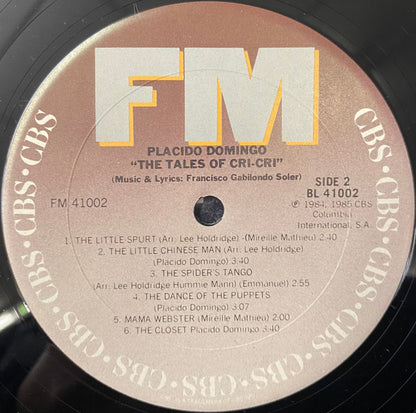 FM
PLACIDO DOMINGO
"THE TALES OF CRI-CRI"
(Music & Lyrics: Francisco Gabilondo Soler)
SIDE 2
FM 41002
BL 41002
℗ 1984, 1985 CBS
Columbia
International, S.A.
1. THE LITTLE SPURT (Arr: Lee Holdridge) -(Mireille Mathieu) 2:40
2. THE LITTLE CHINESE MAN (Arr: Lee Holdridge)
(Placido Domingo) 3:40
3. THE SPIDER'S TANGO
(Arr: Lee Holdridge Hummie Mann) (Emmanuel) 2:55
4. THE DANCE OF THE PUPPETS
(Placido Domingo) 3:07
5. MAMA WEBSTER (Mireille Mathieu) 2:00
6. THE CLOSET Placido Domingo 3:40
CBS·CBS·CBS·CBS·CBS·CBS·CBS·CBS·CBS·CBS·CBS·CBS